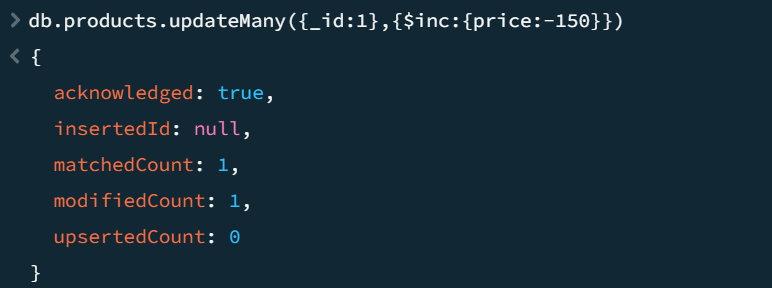 > db.products.updateMany({_id:1},{$inc:{price:-150}})
< {
acknowledged: true,
insertedId: null,
matchedCount: 1,
modifiedCount: 1,
upsertedCount: 0
}